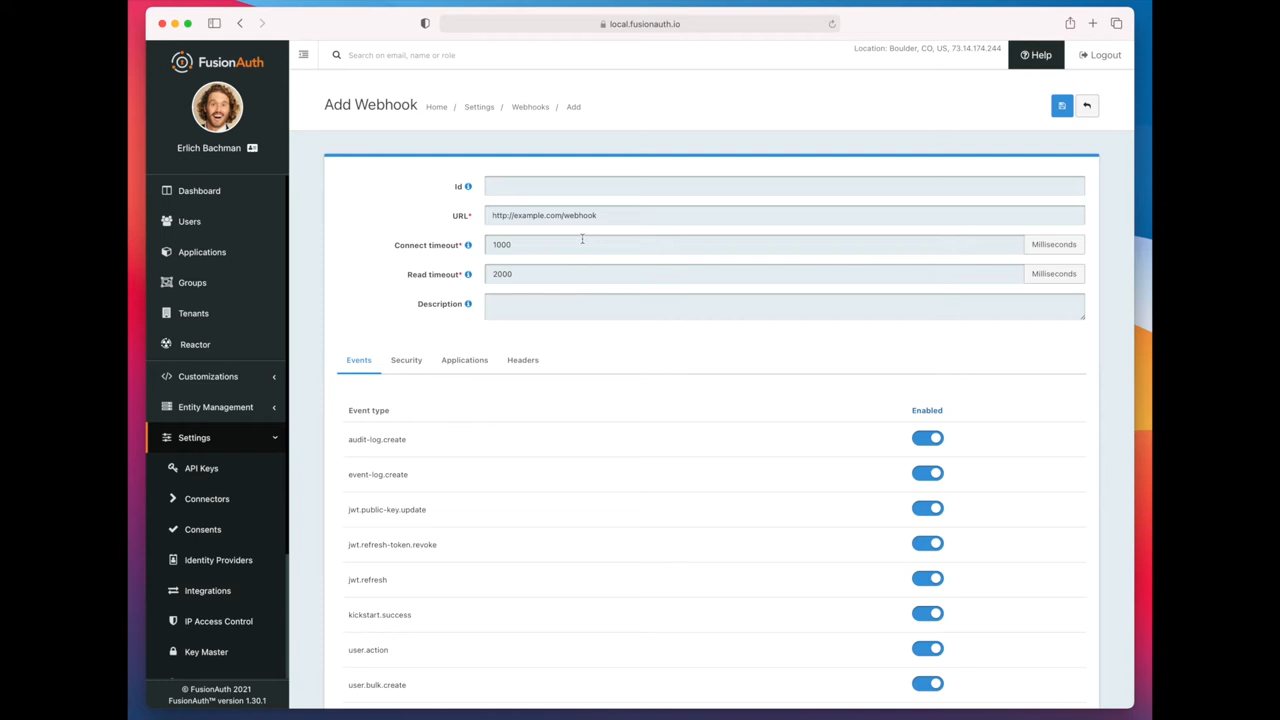 local.fusionauth.io
FusionAuth
Search on email, name or role
Location: Boulder, CO, US, 73.14.174.244
Help
Logout
Add Webhook
Home / Settings / Webhooks / Add
Erlich Bachman
Dashboard
Users
Applications
Groups
Tenants
Reactor
Customizations
Entity Management
Settings
API Keys
Connectors
Consents
Identity Providers
Integrations
IP Access Control
Key Master
© FusionAuth 2021
FusionAuth™ version 1.30.1
Id
URL* http://example.com/webhook
Connect timeout* 1000 Milliseconds
Read timeout* 2000 Milliseconds
Description
Events Security Applications Headers
Event type Enabled
audit-log.create
event-log.create
jwt.public-key.update
jwt.refresh-token.revoke
jwt.refresh
kickstart.success
user.action
user.bulk.create